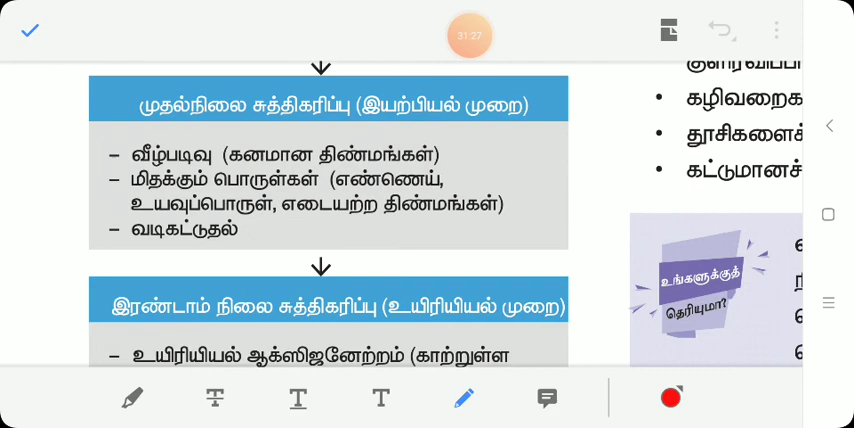 31:27
முதல்நிலை சுத்திகரிப்பு (இயற்பியல் முறை)
– வீழ்படிவு (கனமான திண்மங்கள்)
– மிதக்கும் பொருள்கள் (எண்ணெய்,
உயவுப்பொருள், எடையற்ற திண்மங்கள்)
– வடிகட்டுதல்
இரண்டாம் நிலை சுத்திகரிப்பு (உயிரியியல் முறை)
– உயிரியியல் ஆக்ஸிஜனேற்றம் (காற்றுள்ள
• கழிவறைக
• தூசிகளைச்
• கட்டுமானச்
உங்களுக்குத்
தெரியுமா?